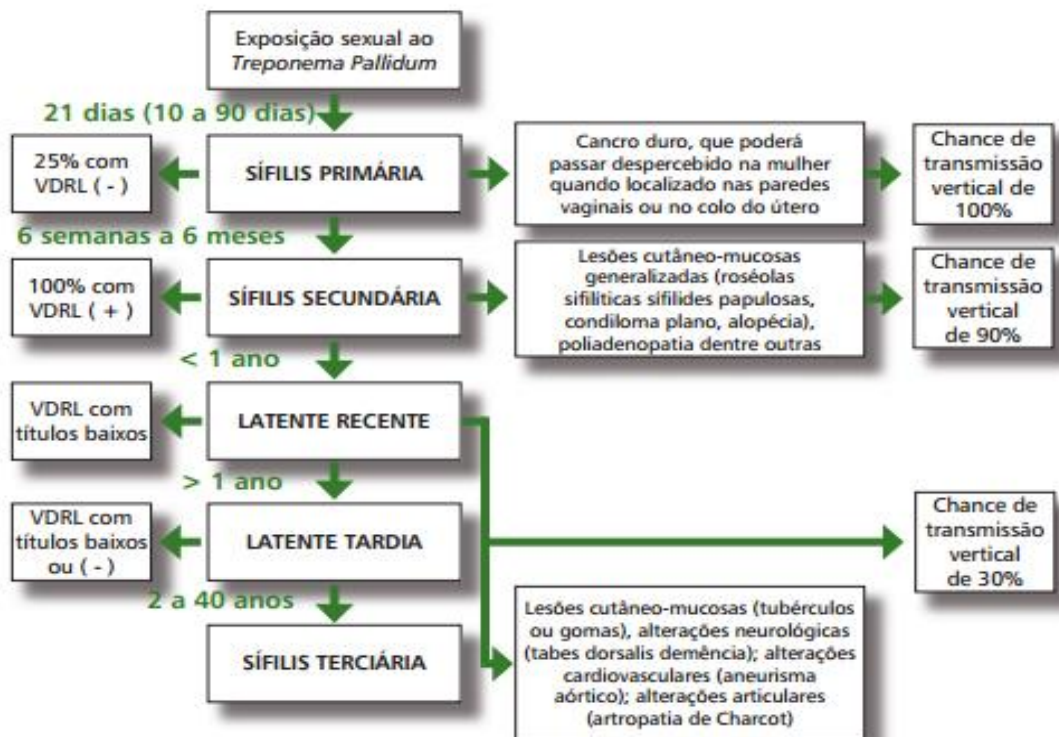 Exposição sexual ao
Treponema Pallidum
21 dias (10 a 90 dias)
25% com
VDRL ( - )
SÍFILIS PRIMÁRIA
Cancro duro, que poderá
passar despercebido na mulher
quando localizado nas paredes
vaginais ou no colo do útero
Chance de
transmissão
vertical de
100%
6 semanas a 6 meses
100% com
VDRL ( + )
SÍFILIS SECUNDÁRIA
Lesões cutâneo-mucosas
generalizadas (roséolas
sifilíticas sífilides papulosas,
condiloma plano, alopécia),
poliadenopatia dentre outras
Chance de
transmissão
vertical
de 90%
< 1 ano
VDRL com
títulos baixos
LATENTE RECENTE
> 1 ano
VDRL com
títulos baixos
ou ( - )
LATENTE TARDIA
Chance de
transmissão
vertical
de 30%
2 a 40 anos
SÍFILIS TERCIÁRIA
Lesões cutâneo-mucosas (tubérculos
ou gomas), alterações neurológicas
(tabes dorsalis demência); alterações
cardiovasculares (aneurisma
aórtico); alterações articulares
(artropatia de Charcot)